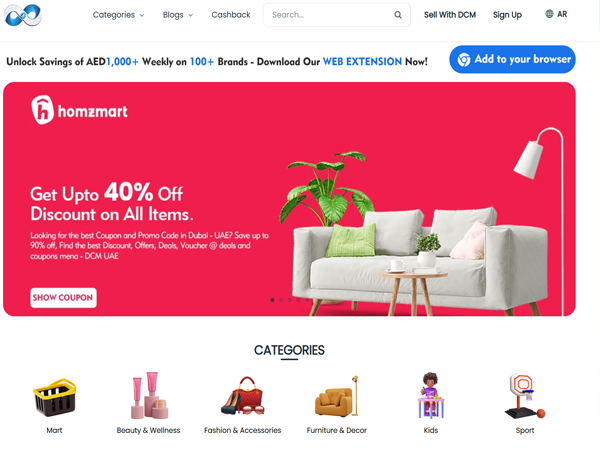 Categories Blogs Cashback Search... Sell With DCM Sign Up AR
Unlock Savings of AED1,000+ Weekly on 100+ Brands - Download Our WEB EXTENSION Now!
Add to your browser
homzmart
Get Upto 40% Off
Discount on All Items.
Looking for the best Coupon and Promo Code in Dubai - UAE? Save up to
90% off, Find the best Discount, Offers, Deals, Voucher @ deals and
coupons mena - DCM UAE
SHOW COUPON
CATEGORIES
Mart Beauty & Wellness Fashion & Accessories Furniture & Decor Kids Sport